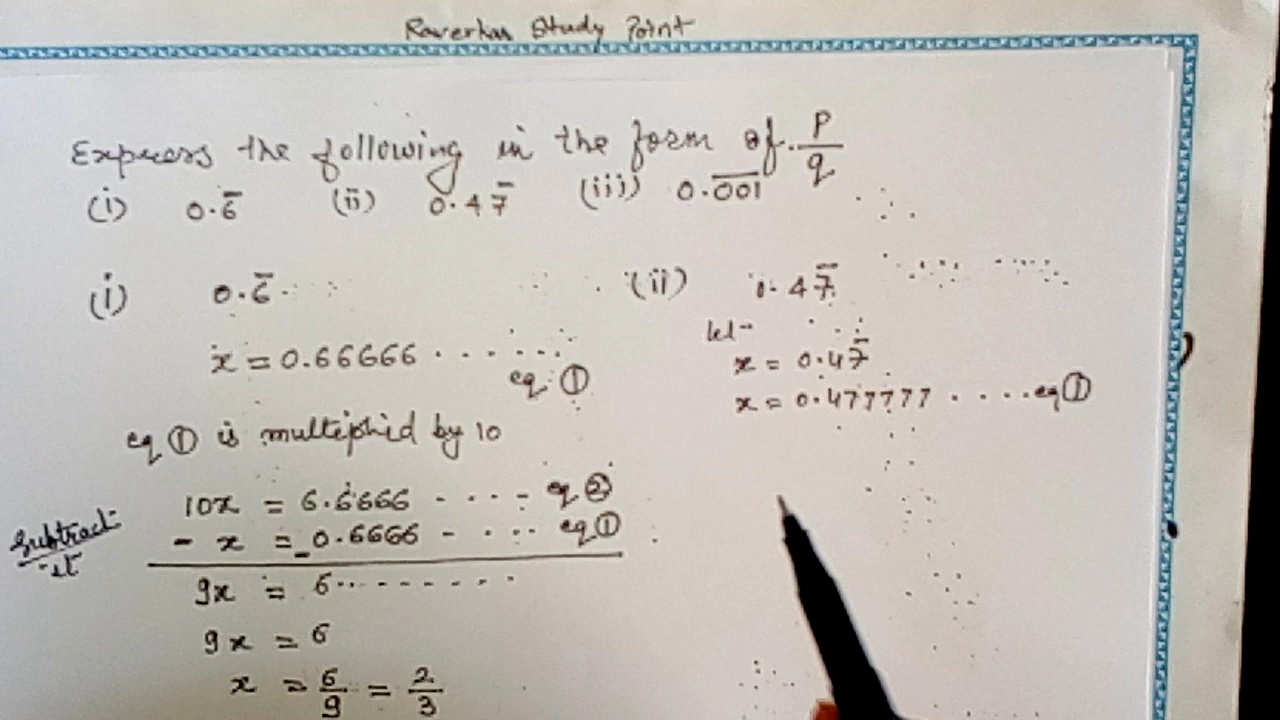 Raverkar Study Point
Express the following in the form of p/q
(i) 0.6̅ (ii) 0.47̅ (iii) 0.0̅0̅1̅
(i) 0.6̅
x = 0.66666 . . . . . . .
eq ①
eq ① is multiplied by 10
10x = 6.6666 - . . . - eq ②
Subtract it
- x = 0.6666 - . . . eq ①
9x = 6 . . - - - - - - .
9x = 6
x = 6/9 = 2/3
(ii) 0.47̅
let
x = 0.47̅
x = 0.477777 . . . . eq ①